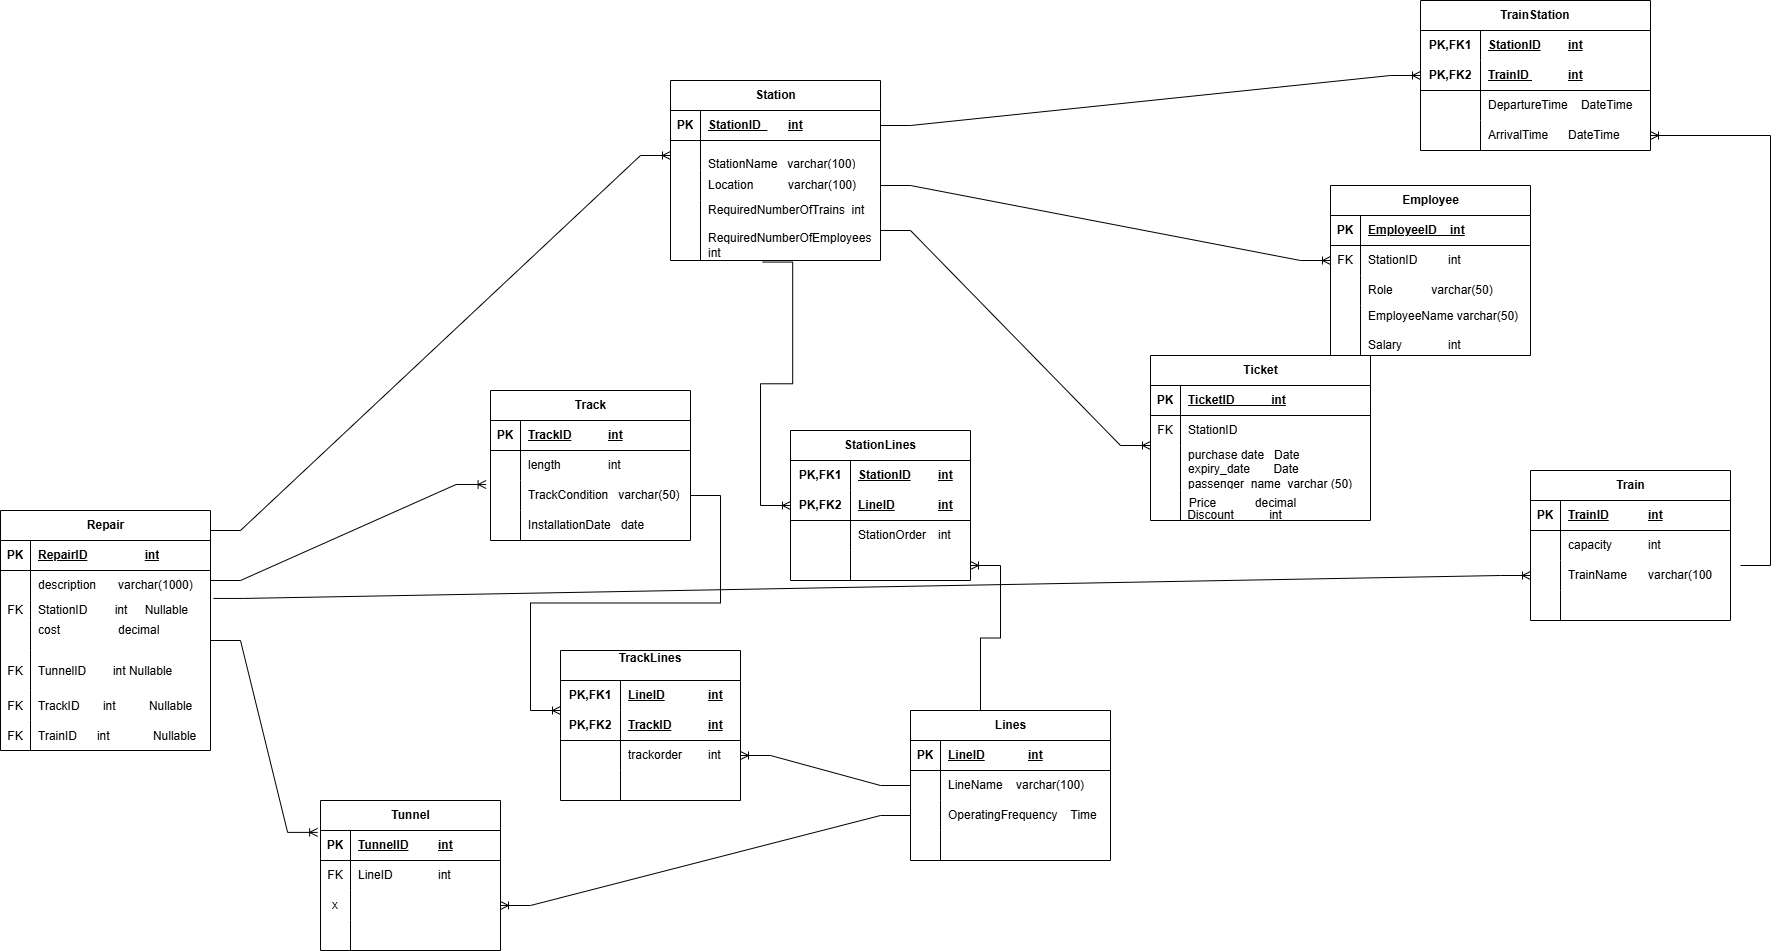 TrainStation
PK,FK1 StationID int
PK,FK2 TrainID int
DepartureTime DateTime
ArrivalTime DateTime
Station
PK StationID int
StationName varchar(100)
Location varchar(100)
RequiredNumberOfTrains int
RequiredNumberOfEmployees
int
Employee
PK EmployeeID int
FK StationID int
Role varchar(50)
EmployeeName varchar(50)
Salary int
Ticket
PK TicketID int
FK StationID
purchase date Date
expiry_date Date
passenger_name varchar (50)
Price decimal
Discount int
Track
PK TrackID int
length int
TrackCondition varchar(50)
InstallationDate date
StationLines
PK,FK1 StationID int
PK,FK2 LineID int
StationOrder int
Train
PK TrainID int
capacity int
TrainName varchar(100
Repair
PK RepairID int
description varchar(1000)
FK StationID int Nullable
cost decimal
FK TunnelID int Nullable
FK TrackID int Nullable
FK TrainID int Nullable
TrackLines
PK,FK1 LineID int
PK,FK2 TrackID int
trackorder int
Lines
PK LineID int
LineName varchar(100)
OperatingFrequency Time
Tunnel
PK TunnelID int
FK LineID int
x